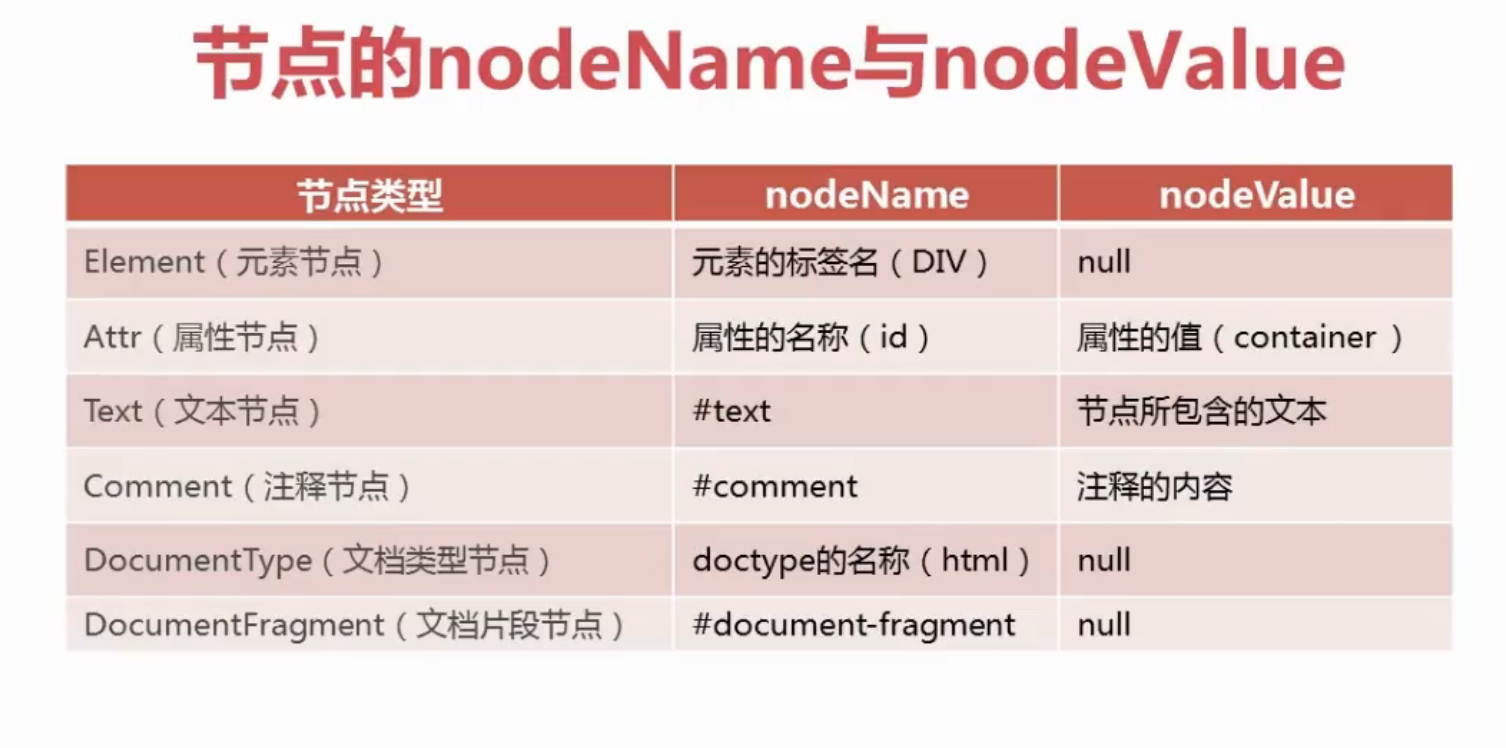 节点的nodeName与nodeValue
节点类型 nodeName nodeValue
Element（元素节点） 元素的标签名（DIV） null
Attr（属性节点） 属性的名称（id） 属性的值（container ）
Text（文本节点） #text 节点所包含的文本
Comment（注释节点） #comment 注释的内容
DocumentType（文档类型节点） doctype的名称（html） null
DocumentFragment（文档片段节点） #document-fragment null